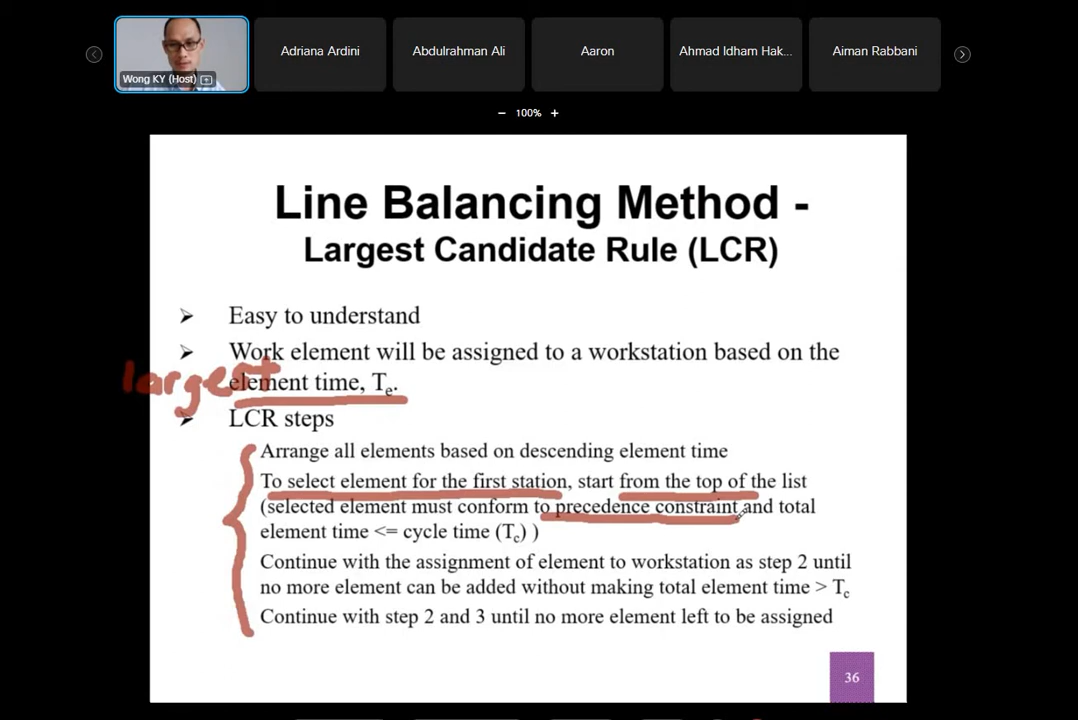 Wong KY (Host)
Adriana Ardini
Abdulrahman Ali
Aaron
Ahmad Idham Hak...
Aiman Rabbani
− 100% +
Line Balancing Method -
Largest Candidate Rule (LCR)
➢ Easy to understand
➢ Work element will be assigned to a workstation based on the
largest
element time, Te.
➢ LCR steps
Arrange all elements based on descending element time
To select element for the first station, start from the top of the list
(selected element must conform to precedence constraint and total
element time <= cycle time (Tc) )
Continue with the assignment of element to workstation as step 2 until
no more element can be added without making total element time > Tc
Continue with step 2 and 3 until no more element left to be assigned
36